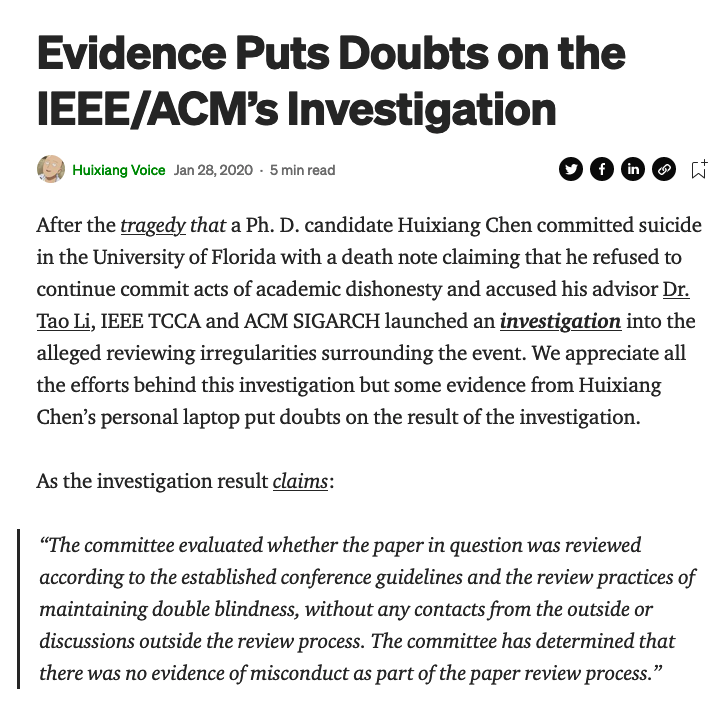 Evidence Puts Doubts on the
IEEE/ACM’s Investigation
Huixiang Voice Jan 28, 2020 · 5 min read
After the tragedy that a Ph. D. candidate Huixiang Chen committed suicide
in the University of Florida with a death note claiming that he refused to
continue commit acts of academic dishonesty and accused his advisor Dr.
Tao Li, IEEE TCCA and ACM SIGARCH launched an investigation into the
alleged reviewing irregularities surrounding the event. We appreciate all
the efforts behind this investigation but some evidence from Huixiang
Chen’s personal laptop put doubts on the result of the investigation.
As the investigation result claims:
“The committee evaluated whether the paper in question was reviewed
according to the established conference guidelines and the review practices of
maintaining double blindness, without any contacts from the outside or
discussions outside the review process. The committee has determined that
there was no evidence of misconduct as part of the paper review process.”